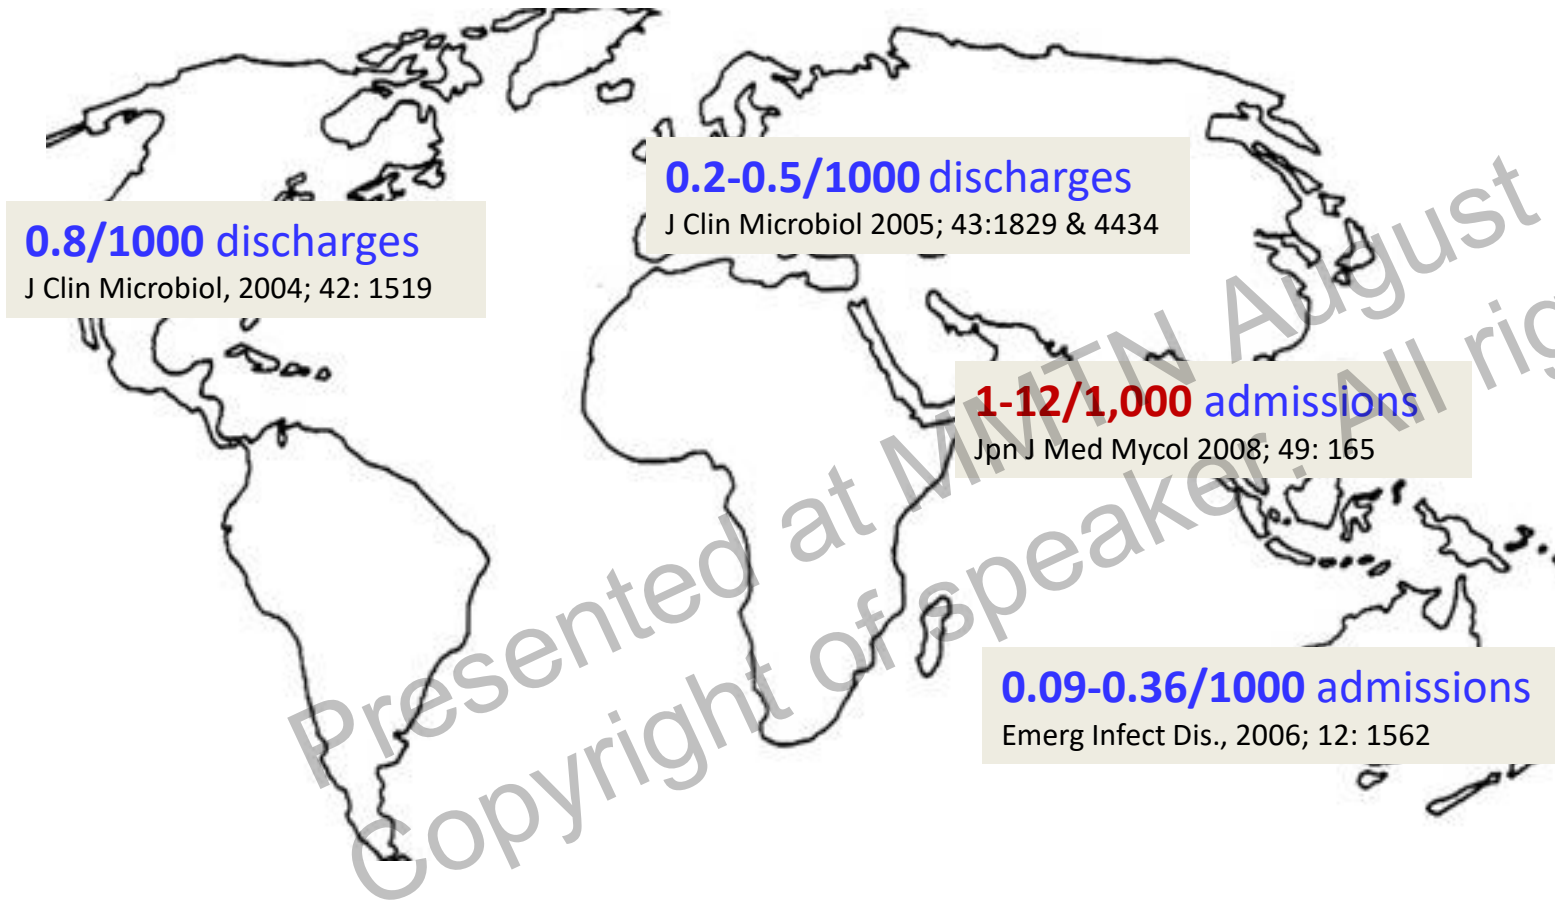 0.2-0.5/1000 discharges
J Clin Microbiol 2005; 43:1829 & 4434
0.8/1000 discharges
J Clin Microbiol, 2004; 42: 1519
1-12/1,000 admissions
Jpn J Med Mycol 2008; 49: 165
0.09-0.36/1000 admissions
Emerg Infect Dis., 2006; 12: 1562
Presented at MMTN August
Copyright of speaker. All